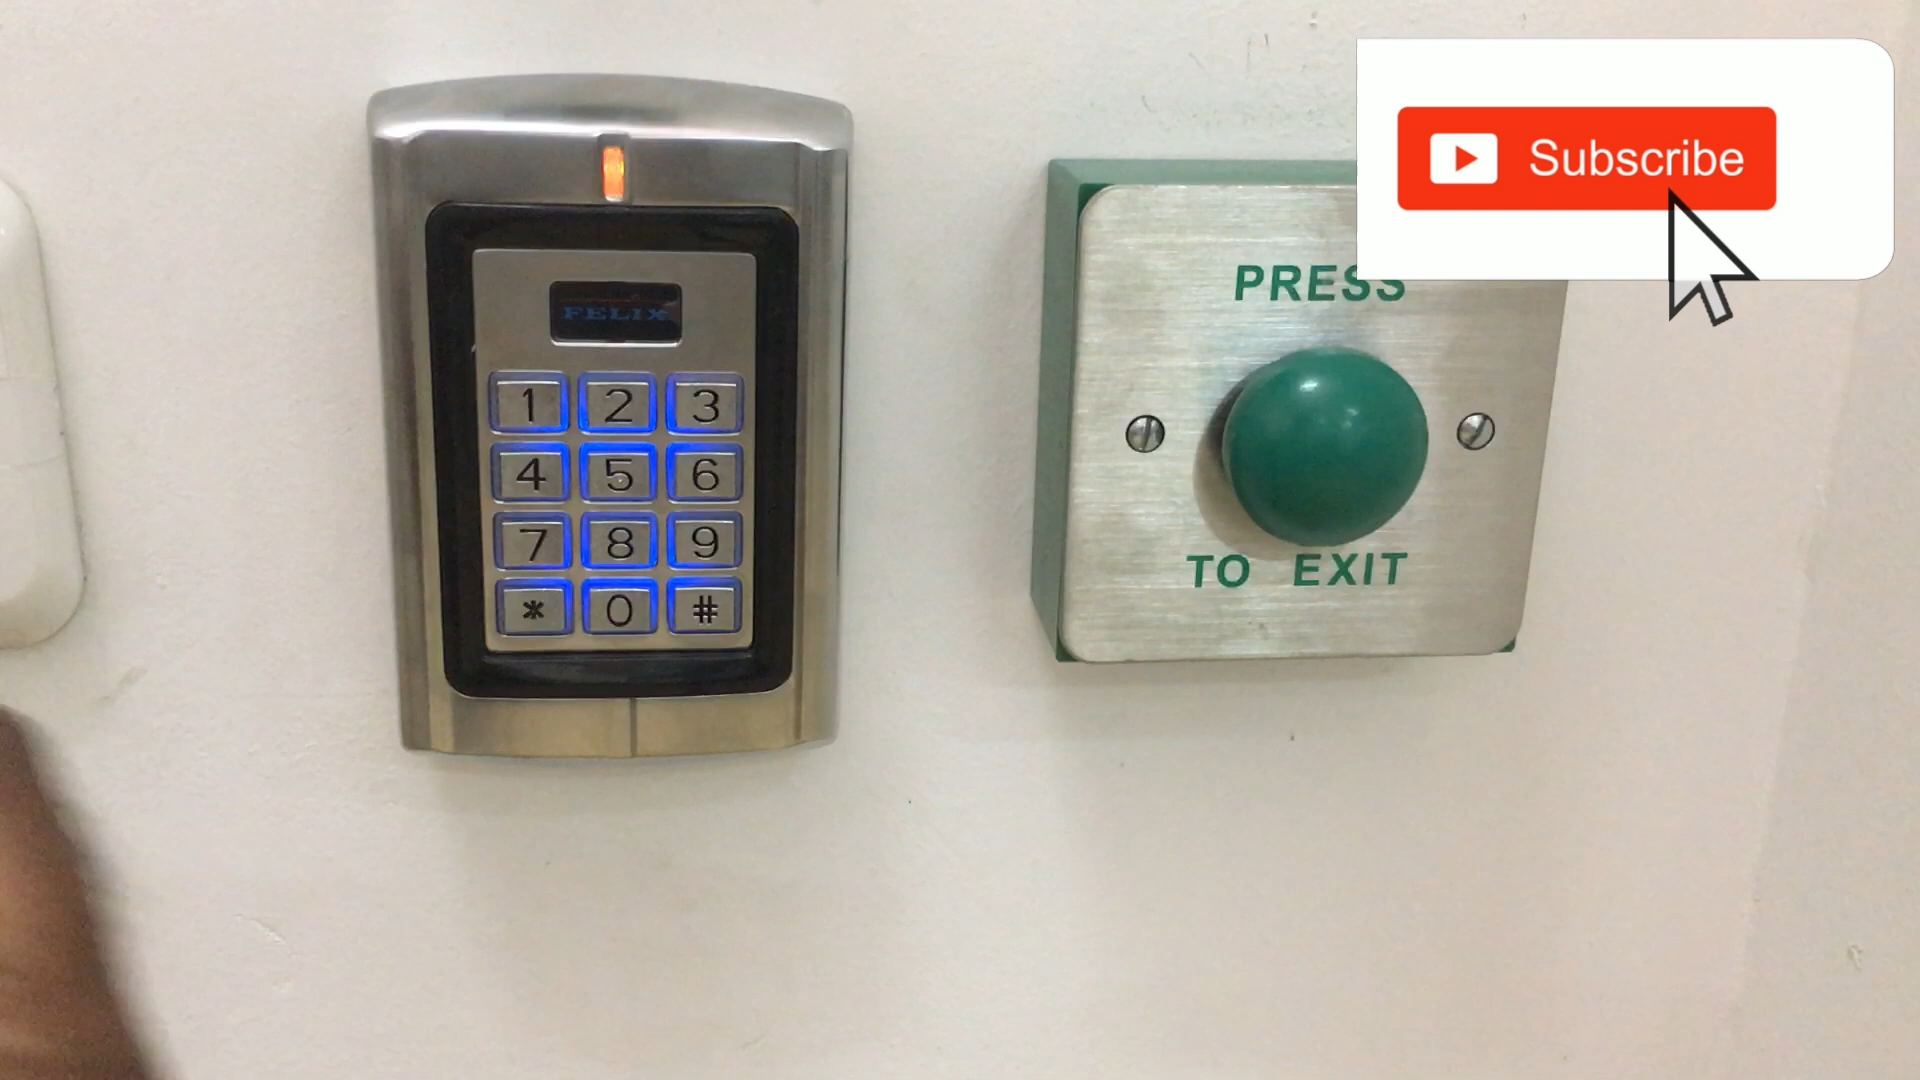 Subscribe
FELIX
1 2 3
4 5 6
7 8 9
* 0 #
PRESS
TO EXIT